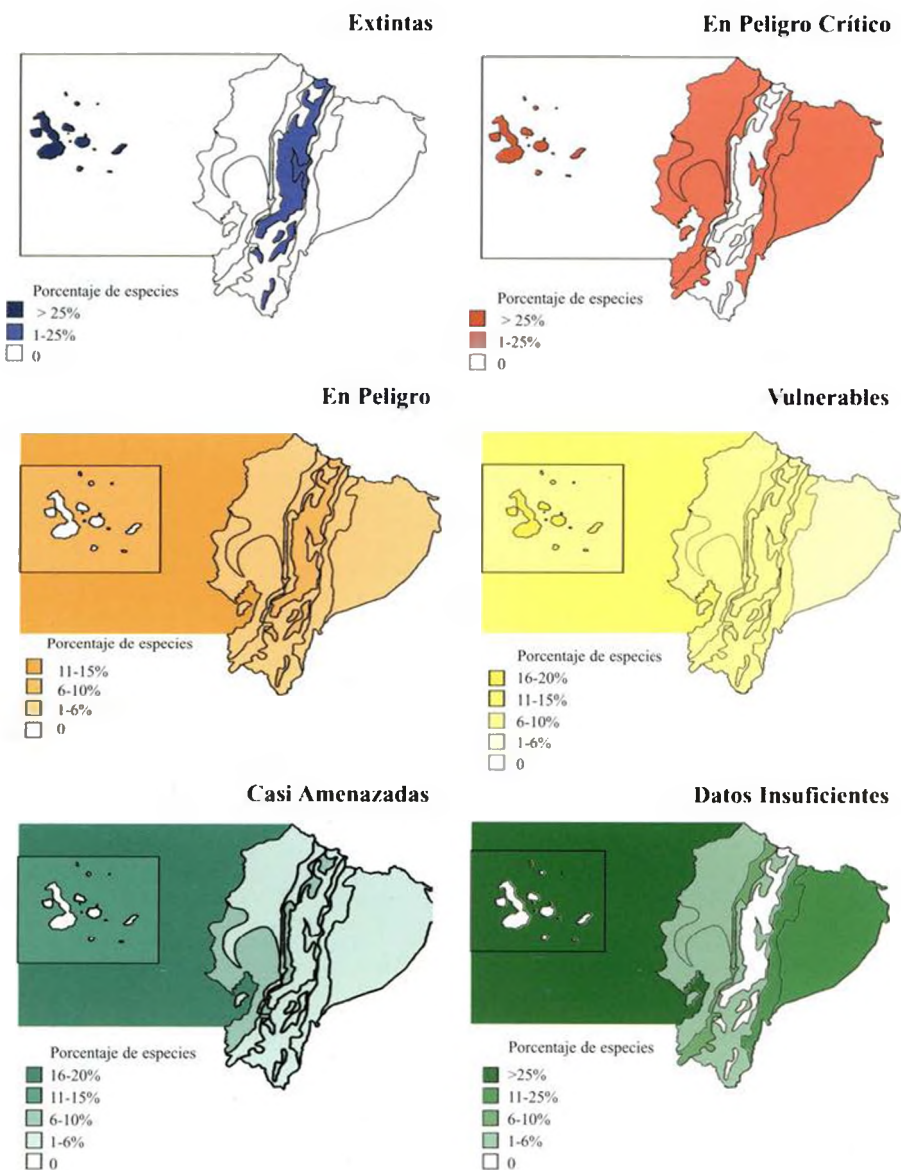 Extintas
Porcentaje de especies
> 25%
1-25%
0
En Peligro Crítico
Porcentaje de especies
> 25%
1-25%
0
En Peligro
Porcentaje de especies
11-15%
6-10%
1-6%
0
Vulnerables
Porcentaje de especies
16-20%
11-15%
6-10%
1-6%
0
Casi Amenazadas
Porcentaje de especies
16-20%
11-15%
6-10%
1-6%
0
Datos Insuficientes
Porcentaje de especies
>25%
11-25%
6-10%
1-6%
0